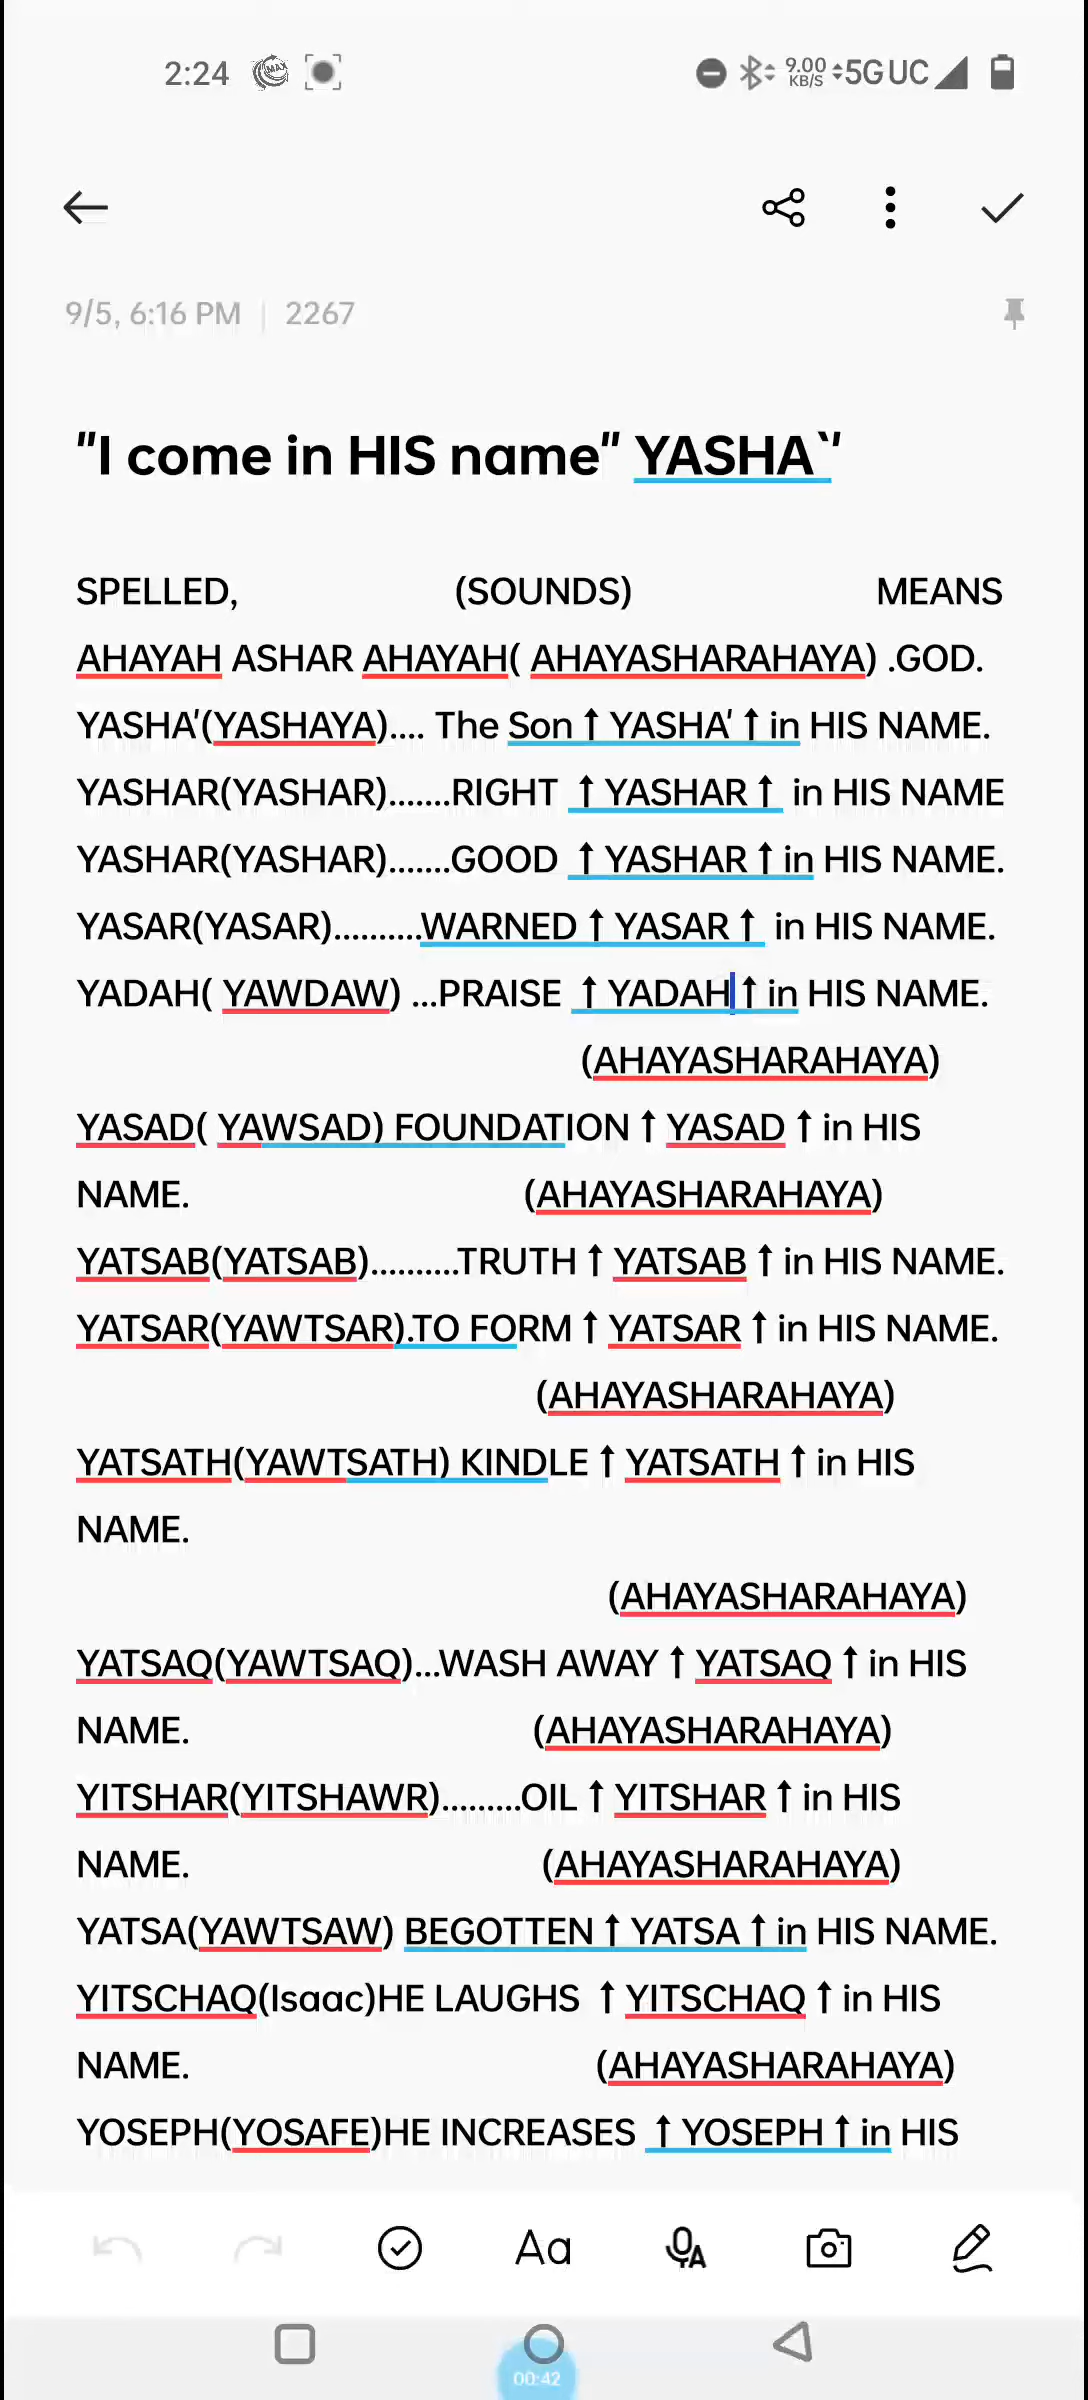 2:24 MAX 9.00 KB/S 5G UC
9/5, 6:16 PM | 2267
"I come in HIS name" YASHA`'
SPELLED, (SOUNDS) MEANS
AHAYAH ASHAR AHAYAH( AHAYASHARAHAYA) .GOD.
YASHA'(YASHAYA).... The Son ↑ YASHA' ↑ in HIS NAME.
YASHAR(YASHAR).......RIGHT ↑ YASHAR ↑ in HIS NAME
YASHAR(YASHAR).......GOOD ↑ YASHAR ↑ in HIS NAME.
YASAR(YASAR)..........WARNED ↑ YASAR ↑ in HIS NAME.
YADAH( YAWDAW) ...PRAISE ↑ YADAH ↑ in HIS NAME.
(AHAYASHARAHAYA)
YASAD( YAWSAD) FOUNDATION ↑ YASAD ↑ in HIS
NAME. (AHAYASHARAHAYA)
YATSAB(YATSAB)..........TRUTH ↑ YATSAB ↑ in HIS NAME.
YATSAR(YAWTSAR).TO FORM ↑ YATSAR ↑ in HIS NAME.
(AHAYASHARAHAYA)
YATSATH(YAWTSATH) KINDLE ↑ YATSATH ↑ in HIS
NAME.
(AHAYASHARAHAYA)
YATSAQ(YAWTSAQ)...WASH AWAY ↑ YATSAQ ↑ in HIS
NAME. (AHAYASHARAHAYA)
YITSHAR(YITSHAWR).........OIL ↑ YITSHAR ↑ in HIS
NAME. (AHAYASHARAHAYA)
YATSA(YAWTSAW) BEGOTTEN ↑ YATSA ↑ in HIS NAME.
YITSCHAQ(Isaac)HE LAUGHS ↑ YITSCHAQ ↑ in HIS
NAME. (AHAYASHARAHAYA)
YOSEPH(YOSAFE)HE INCREASES ↑ YOSEPH ↑ in HIS
Aa
00:42